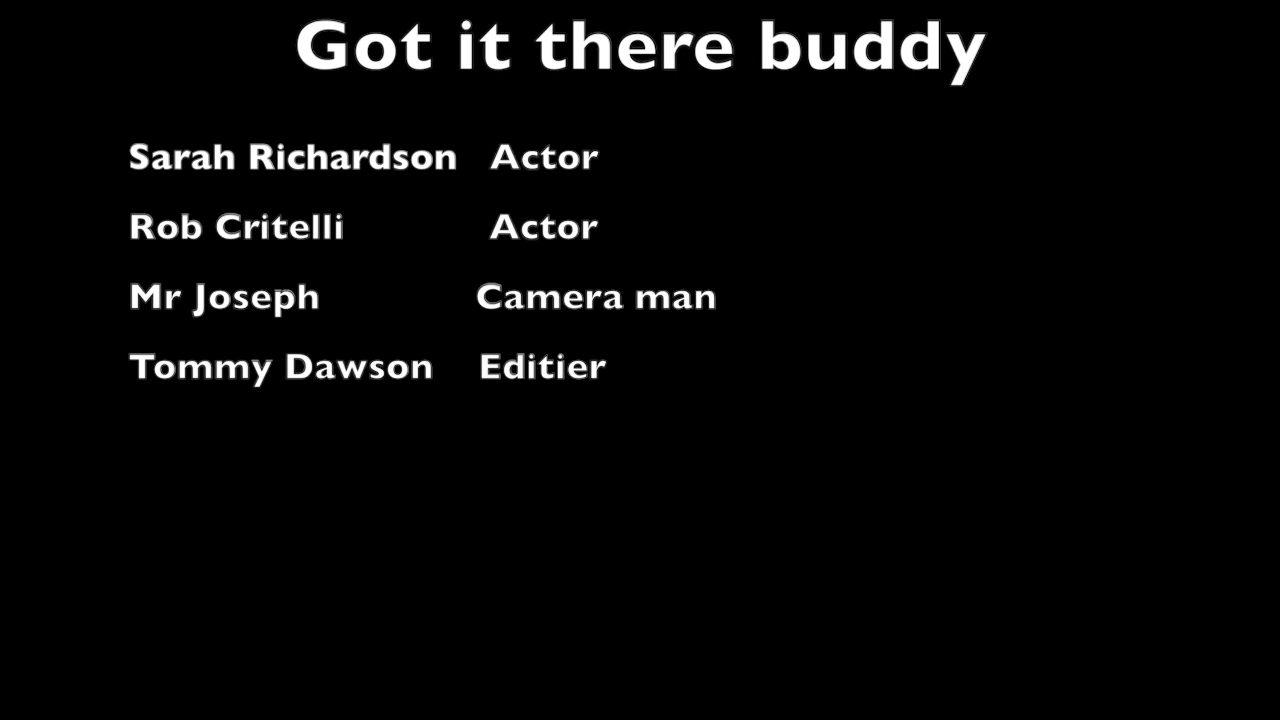 Got it there buddy
Sarah Richardson Actor
Rob Critelli Actor
Mr Joseph Camera man
Tommy Dawson Editier